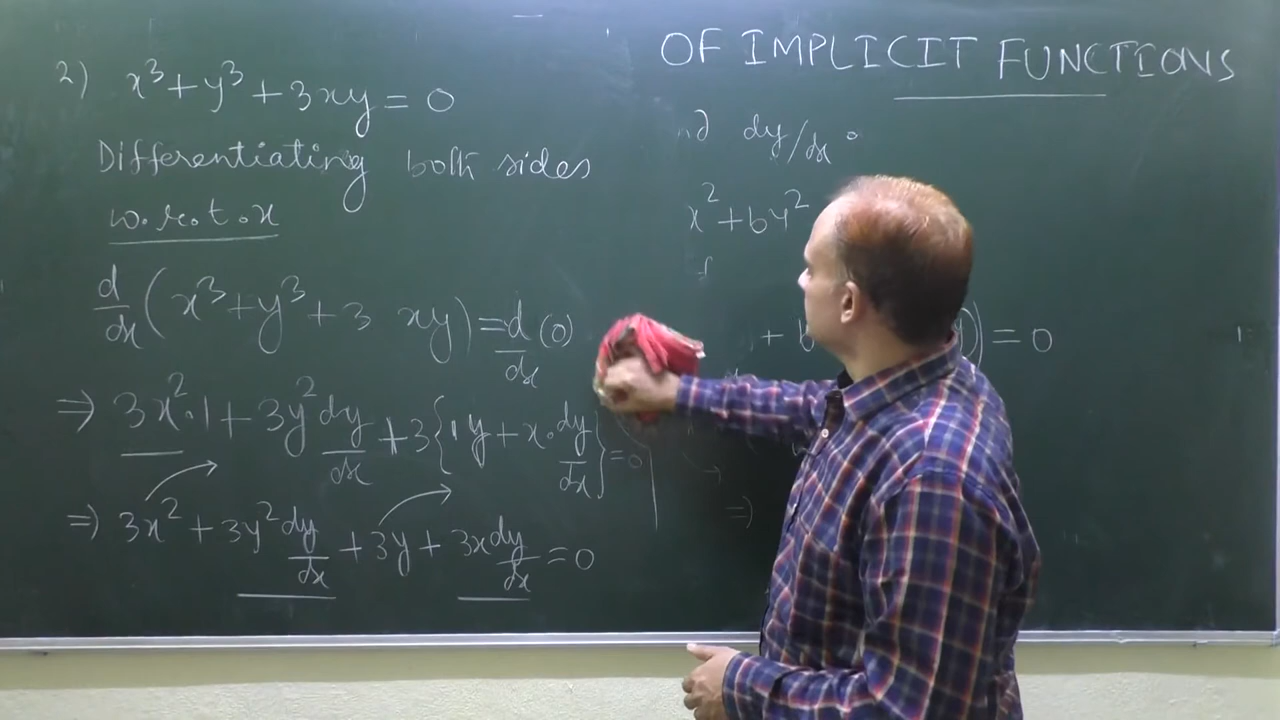 2) x³ + y³ + 3xy = 0
Differentiating both sides
w.r.t.x
d/dx (x³ + y³ + 3 xy) = d/dx (0)
⇒ 3x².1 + 3y² dy/dx + 3{1y + x. dy/dx} = 0
⇒ 3x² + 3y² dy/dx + 3y + 3x dy/dx = 0
OF IMPLICIT FUNCTIONS
dy/dx
x² + by²
+ b ) = 0
⇒